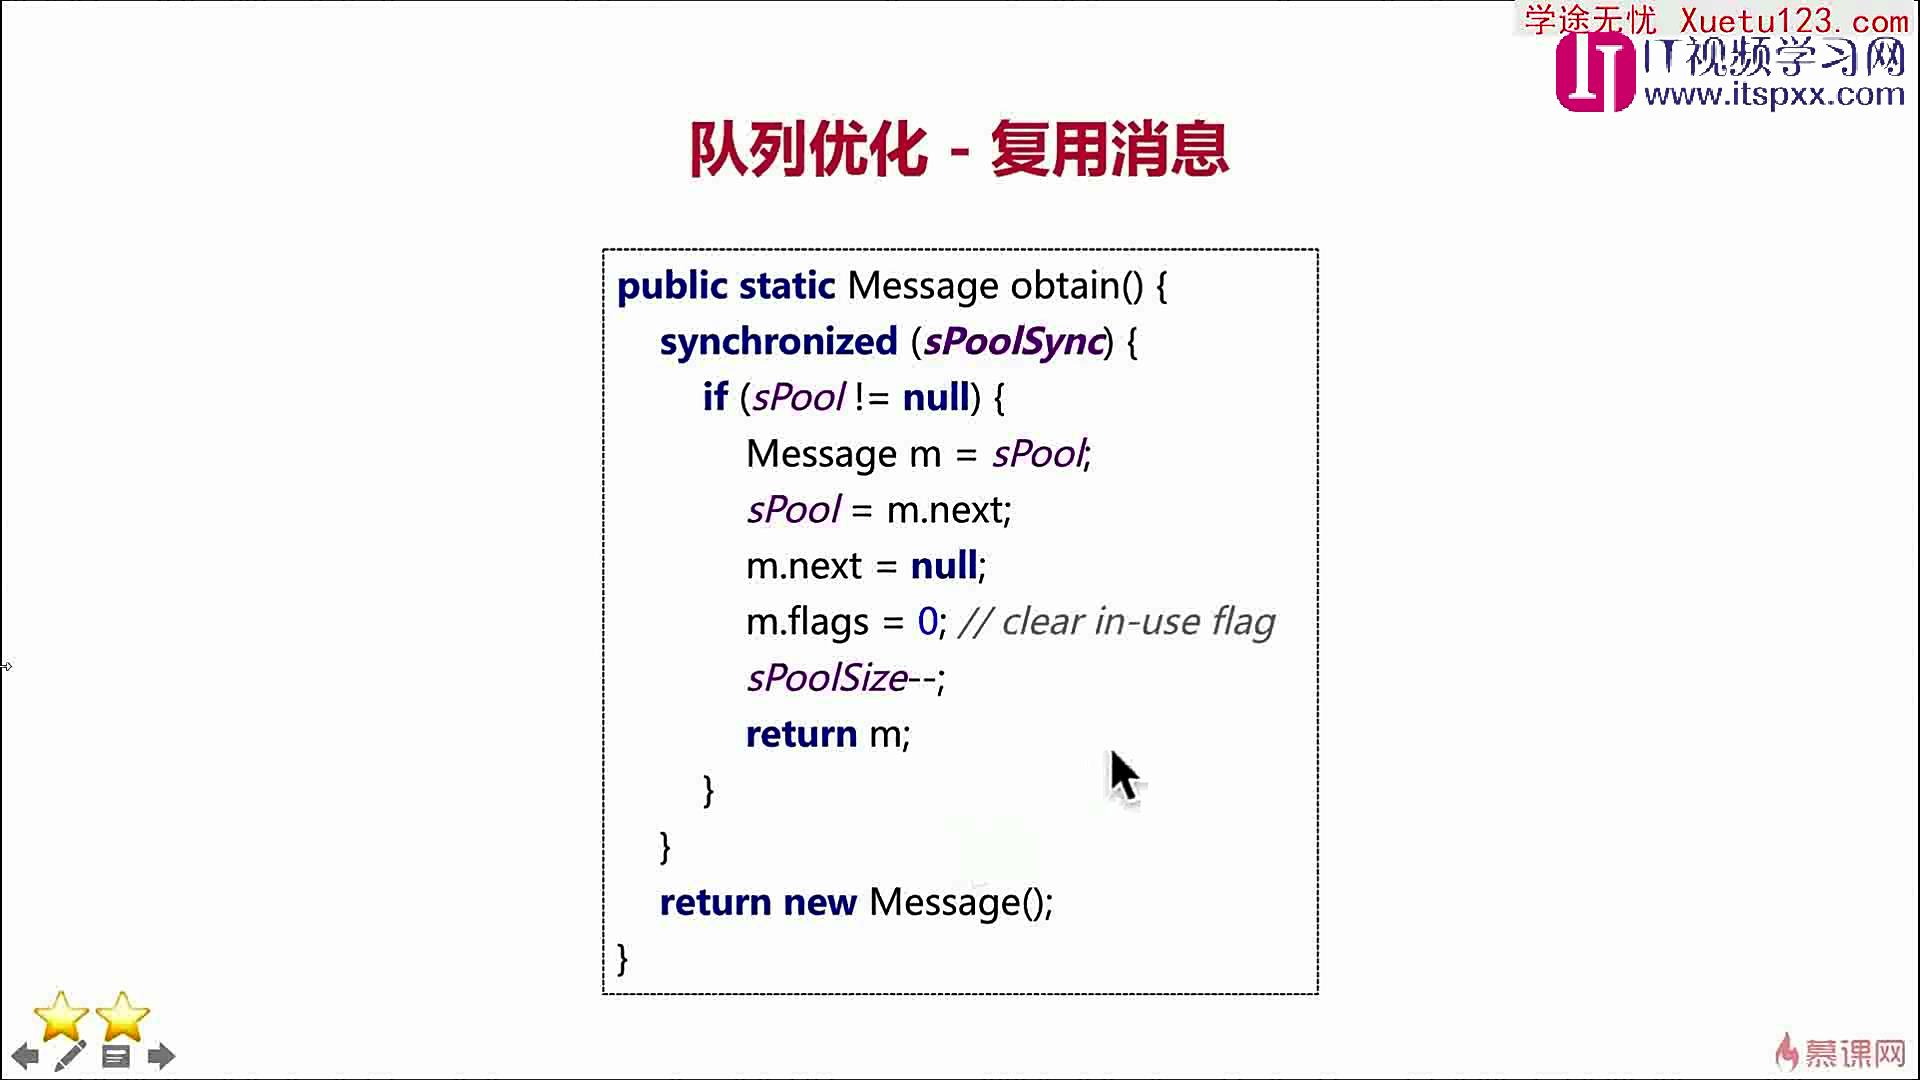 学途无忧 Xuetu123.com
IT视频学习网
www.itspxx.com
队列优化 - 复用消息
public static Message obtain() {
synchronized (sPoolSync) {
if (sPool != null) {
Message m = sPool;
sPool = m.next;
m.next = null;
m.flags = 0; // clear in-use flag
sPoolSize--;
return m;
}
}
return new Message();
}
慕课网